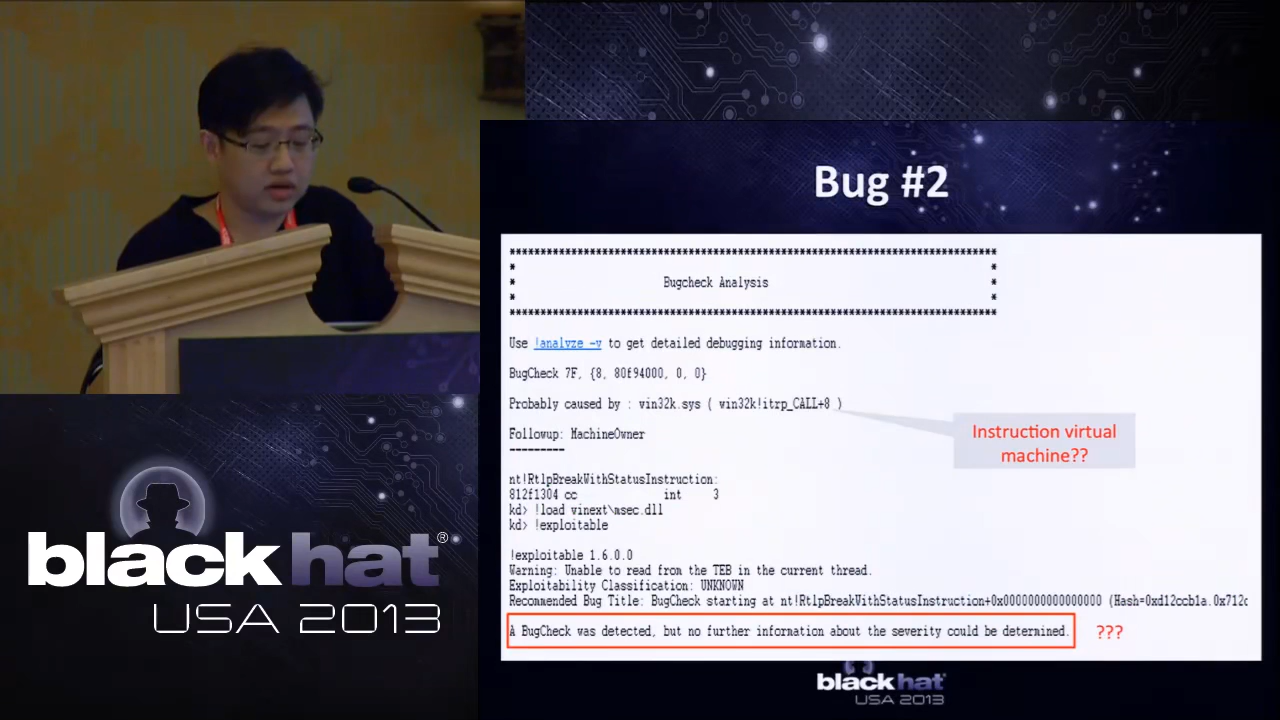 Bug #2
*******************************************************************************
* *
* Bugcheck Analysis *
* *
*******************************************************************************
Use !analyze -v to get detailed debugging information.
BugCheck 7F, {8, 80f94000, 0, 0}
Probably caused by : win32k.sys ( win32k!itrp_CALL+8 )
Instruction virtual
machine??
Followup: MachineOwner
---------
nt!RtlpBreakWithStatusInstruction:
812f1304 cc int 3
kd> !load winext\msec.dll
kd> !exploitable
!exploitable 1.6.0.0
Warning: Unable to read from the TEB in the current thread.
Exploitability Classification: UNKNOWN
Recommended Bug Title: BugCheck starting at nt!RtlpBreakWithStatusInstruction+0x0000000000000000 (Hash=0xd12ccb1a.0x712c
A BugCheck was detected, but no further information about the severity could be determined.
???
black hat®
USA 2013
black hat
USA 2013